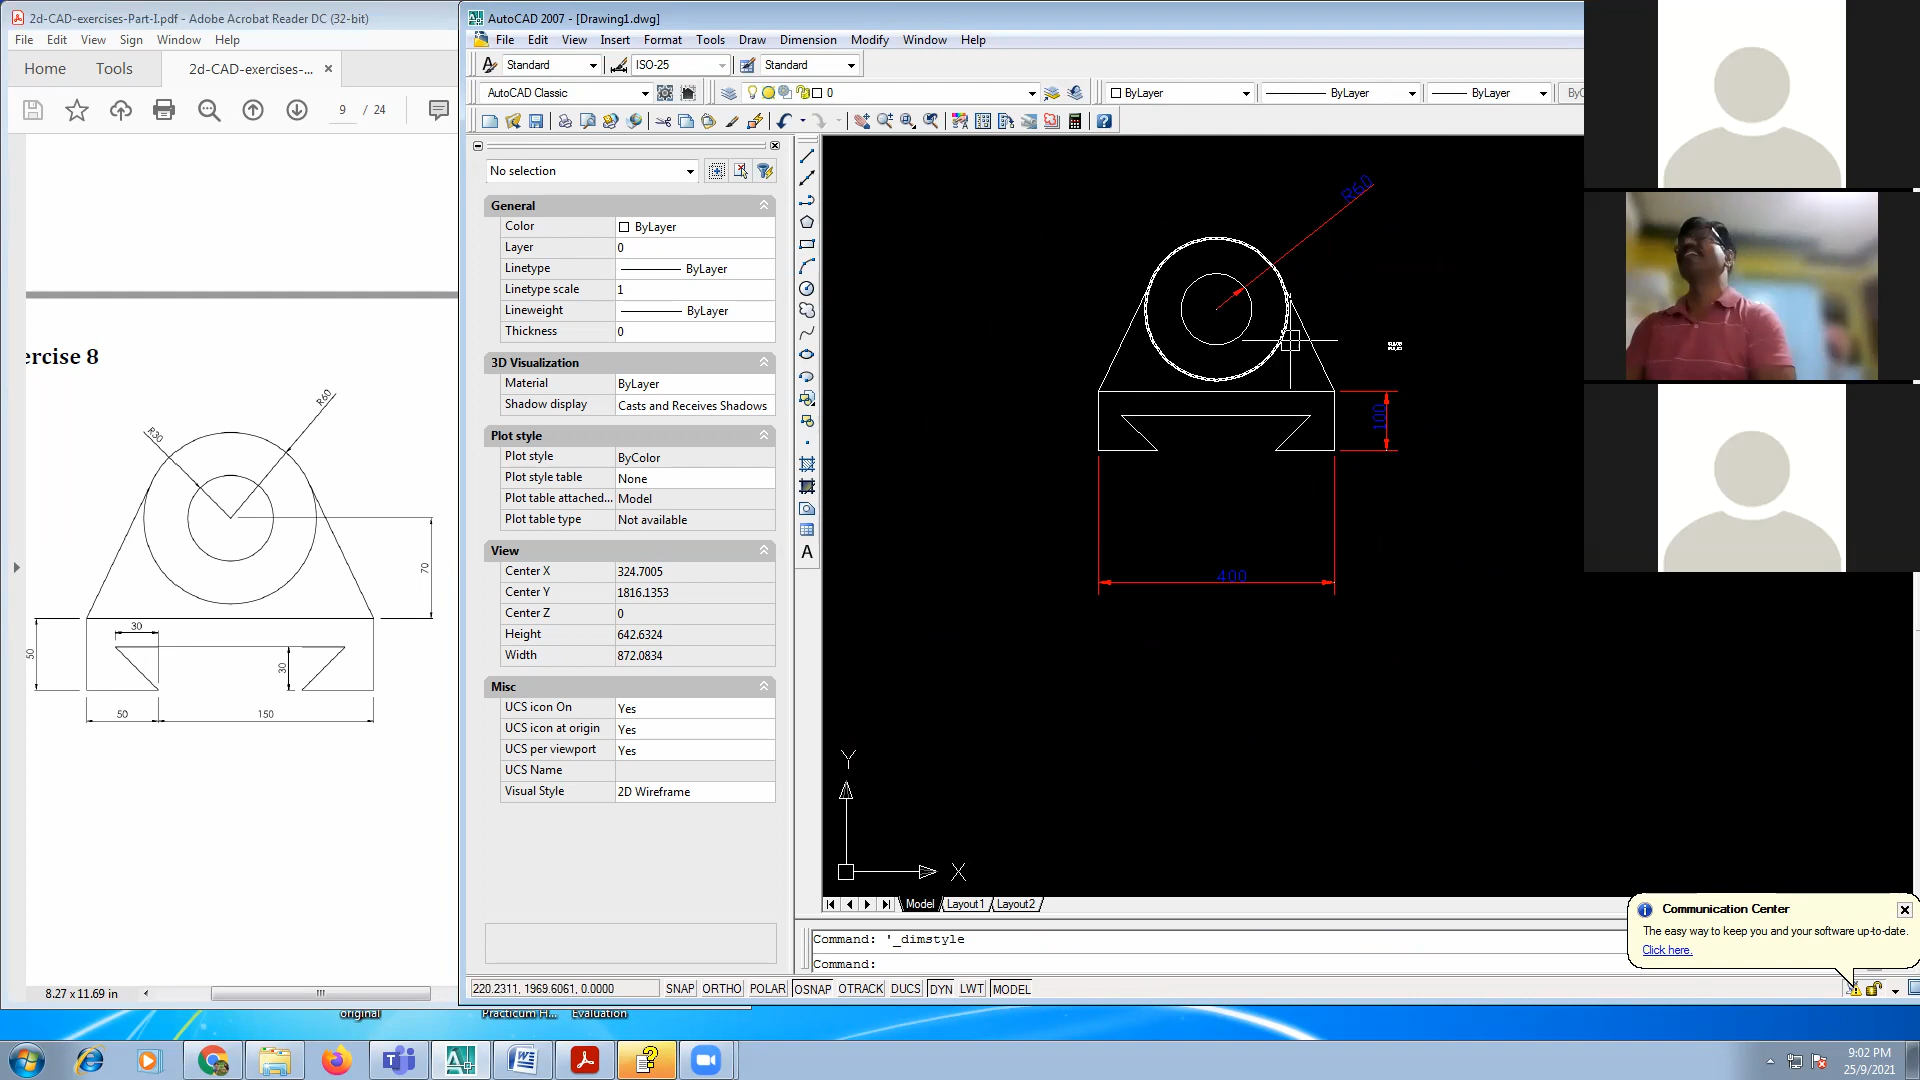 2d-CAD-exercises-Part-I.pdf - Adobe Acrobat Reader DC (32-bit)
File Edit View Sign Window Help
Home Tools 2d-CAD-exercises-...
9 / 24
ercise 8
R60
R30
70
30
50
30
50 150
8.27 x 11.69 in
AutoCAD 2007 - [Drawing1.dwg]
File Edit View Insert Format Tools Draw Dimension Modify Window Help
Standard ISO-25 Standard
AutoCAD Classic 0 ByLayer ByLayer ByLayer ByC
No selection
General
Color ByLayer
Layer 0
Linetype ByLayer
Linetype scale 1
Lineweight ByLayer
Thickness 0
3D Visualization
Material ByLayer
Shadow display Casts and Receives Shadows
Plot style
Plot style ByColor
Plot style table None
Plot table attached... Model
Plot table type Not available
View
Center X 324.7005
Center Y 1816.1353
Center Z 0
Height 642.6324
Width 872.0834
Misc
UCS icon On Yes
UCS icon at origin Yes
UCS per viewport Yes
UCS Name
Visual Style 2D Wireframe
A
R60
100
400
Y
X
Model Layout1 Layout2
Command: '_dimstyle
Command:
220.2311, 1969.6061, 0.0000 SNAP ORTHO POLAR OSNAP OTRACK DUCS DYN LWT MODEL
Communication Center
The easy way to keep you and your software up-to-date.
Click here.
original Practicum H... Evaluation
9:02 PM
25/9/2021